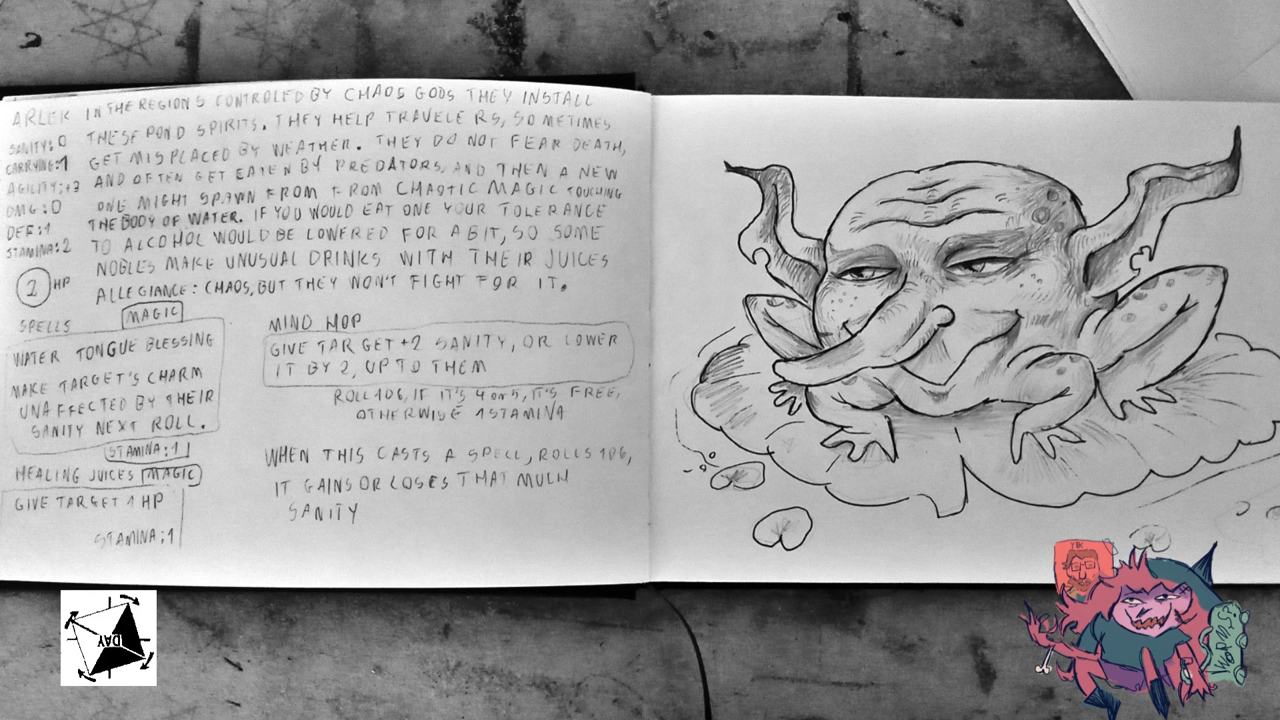 ARLEK IN THE REGIONS CONTROLED BY CHAOS GODS THEY INSTALL
THESE POND SPIRITS. THEY HELP TRAVELERS, SOMETIMES
GET MISPLACED BY WEATHER. THEY DO NOT FEAR DEATH,
AND OFTEN GET EATEN BY PREDATORS, AND THEN A NEW
ONE MIGHT SPAWN FROM FROM CHAOTIC MAGIC TOUCHING
THE BODY OF WATER. IF YOU WOULD EAT ONE YOUR TOLERANCE
TO ALCOHOL WOULD BE LOWERED FOR A BIT, SO SOME
NOBLES MAKE UNUSUAL DRINKS WITH THEIR JUICES
ALLEGIANCE: CHAOS, BUT THEY WON'T FIGHT FOR IT.
SANITY: 0
CARRYING: 1
AGILITY: +3
DMG: 0
DEF: 1
STAMINA: 2
2 HP
SPELLS
MAGIC
WATER TONGUE BLESSING
MAKE TARGET'S CHARM
UNAFFECTED BY THEIR
SANITY NEXT ROLL.
STAMINA: 1
HEALING JUICES MAGIC
GIVE TARGET 1 HP
STAMINA: 1
MIND HOP
GIVE TARGET +2 SANITY, OR LOWER
IT BY 2, UP TO THEM
ROLL 1D6, IF IT'S 4 OR 5, IT'S FREE,
OTHERWISE 1 STAMINA
WHEN THIS CASTS A SPELL, ROLLS 1D6,
IT GAINS OR LOSES THAT MUCH
SANITY
DAY
YIIK